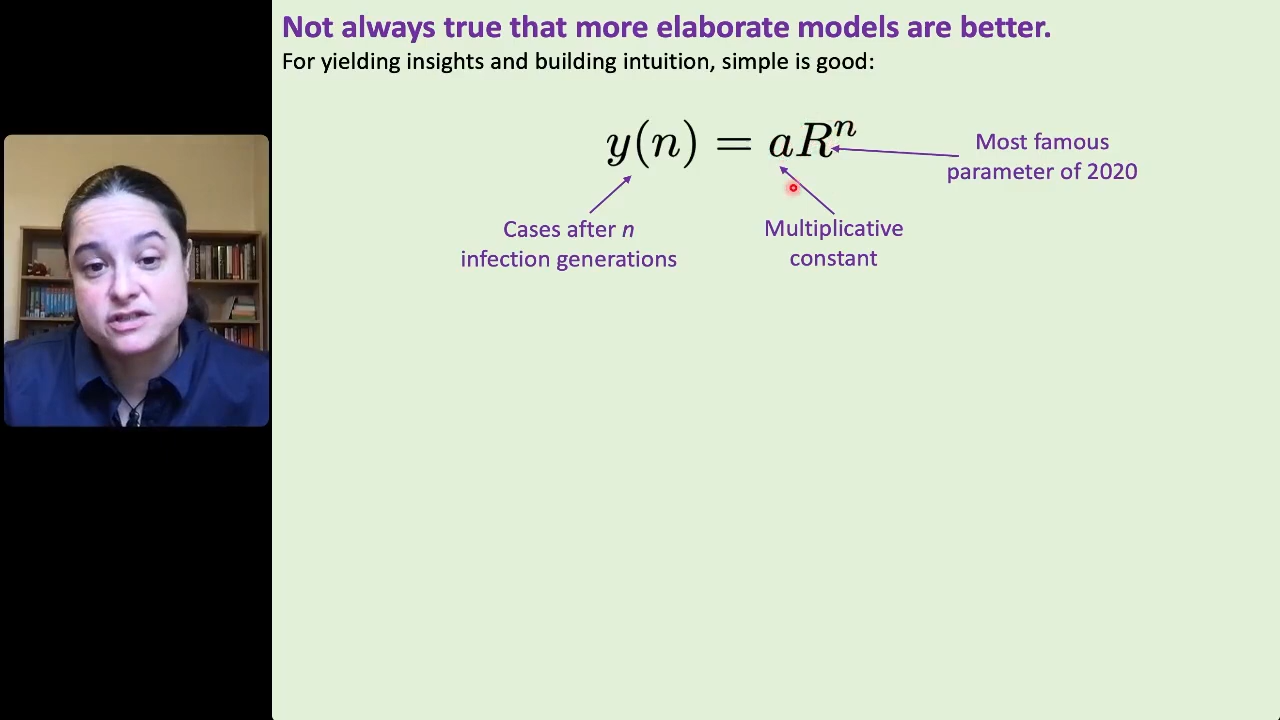 Not always true that more elaborate models are better.
For yielding insights and building intuition, simple is good:
y(n) = aRⁿ
Most famous
parameter of 2020
Cases after n
infection generations
Multiplicative
constant